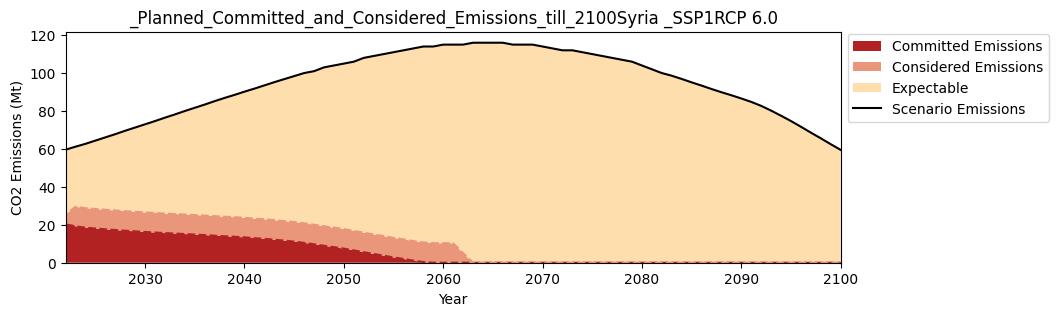 _Planned_Committed_and_Considered_Emissions_till_2100Syria _SSP1RCP 6.0
120
100
80
60
40
20
0
CO2 Emissions (Mt)
2030
2040
2050
2060
2070
2080
2090
2100
Year
Committed Emissions
Considered Emissions
Expectable
Scenario Emissions